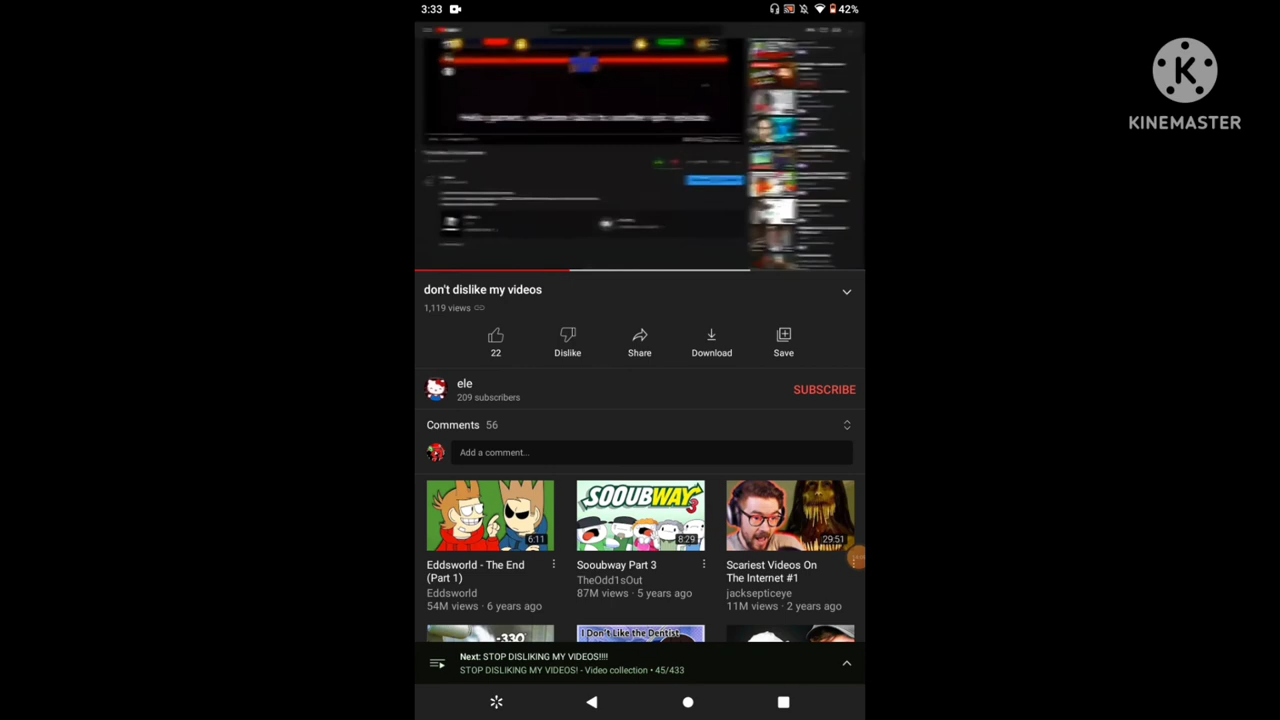 3:33
42%
K
KINEMASTER
don't dislike my videos
1,119 views
22
Dislike
Share
Download
Save
ele
209 subscribers
SUBSCRIBE
Comments 56
Add a comment...
6:11
SOOUBWAY 3
8:29
29:51
Eddsworld - The End
(Part 1)
Eddsworld
54M views · 6 years ago
Sooubway Part 3
TheOdd1sOut
87M views · 5 years ago
Scariest Videos On
The Internet #1
jacksepticeye
11M views · 2 years ago
-330°
I Don't Like the Dentist
Next: STOP DISLIKING MY VIDEOS!!!!
STOP DISLIKING MY VIDEOS! - Video collection • 45/433